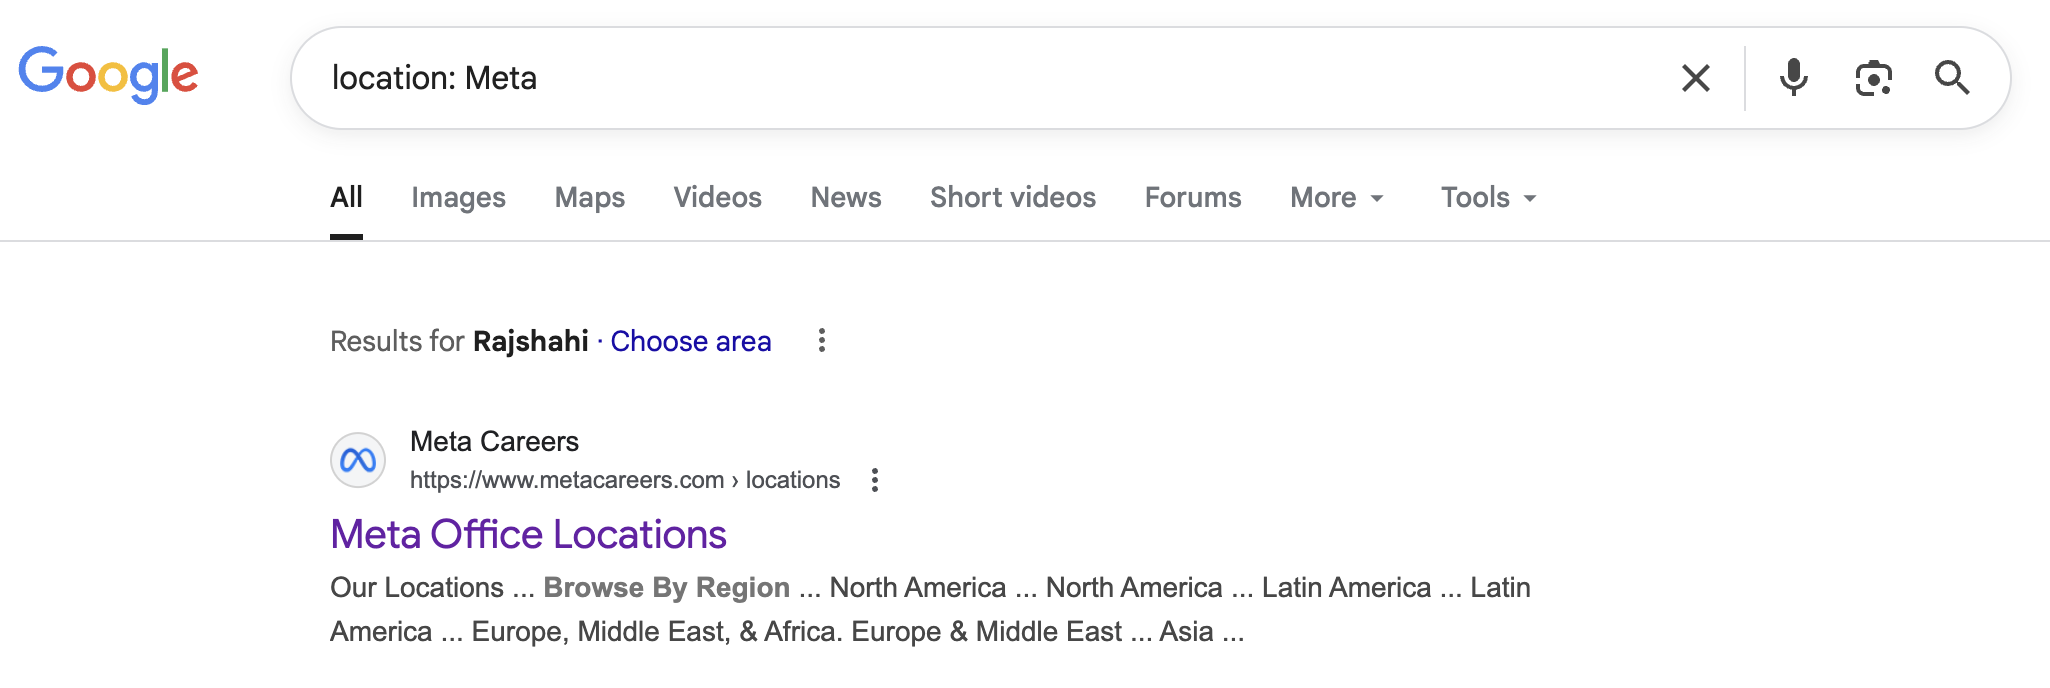 Google
location: Meta
All Images Maps Videos News Short videos Forums More Tools
Results for Rajshahi · Choose area
Meta Careers
https://www.metacareers.com › locations
Meta Office Locations
Our Locations ... Browse By Region ... North America ... North America ... Latin America ... Latin
America ... Europe, Middle East, & Africa. Europe & Middle East ... Asia ...